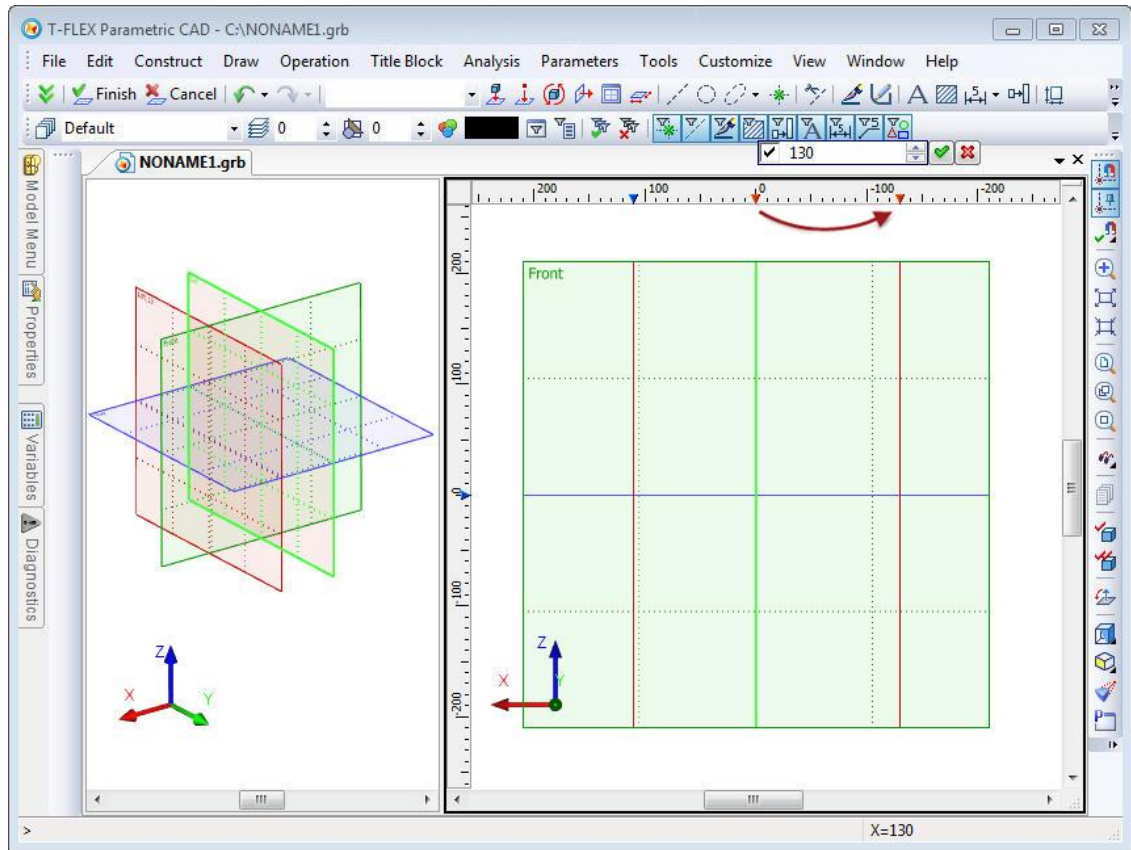 T-FLEX Parametric CAD - C:\NONAME1.grb
File Edit Construct Draw Operation Title Block Analysis Parameters Tools Customize View Window Help
Finish Cancel
Default 0 0
130
NONAME1.grb
Model Menu
Properties
Variables
Diagnostics
200 100 0 -100 -200
200
100
0
-100
-200
Front
Front
Z
X
Y
Z
X
Y
> X=130